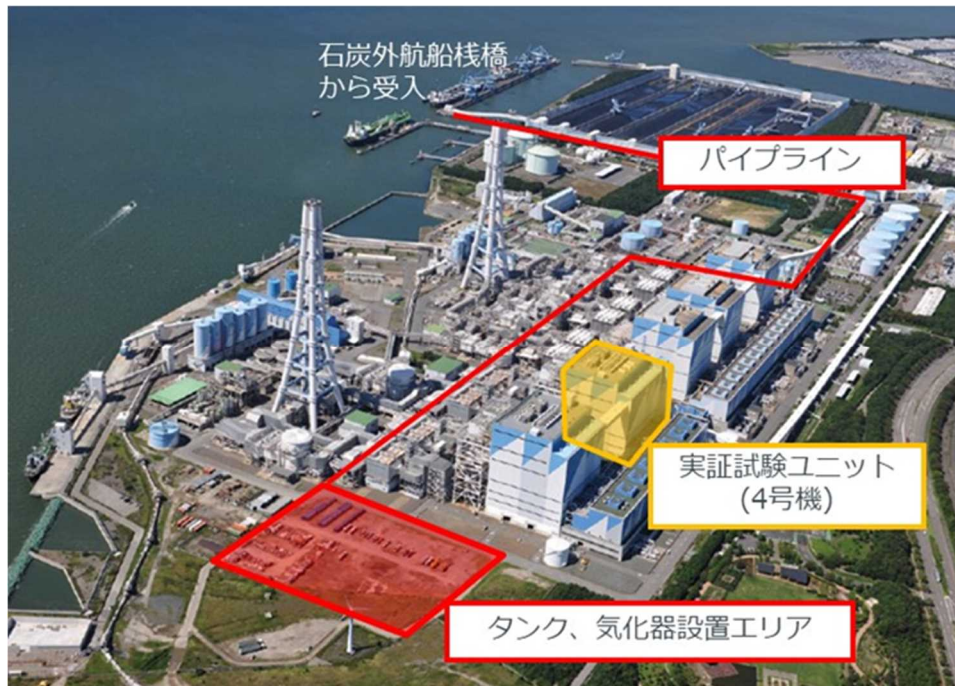 石炭外航船桟橋
から受入
パイプライン
実証試験ユニット
(4号機)
タンク、気化器設置エリア